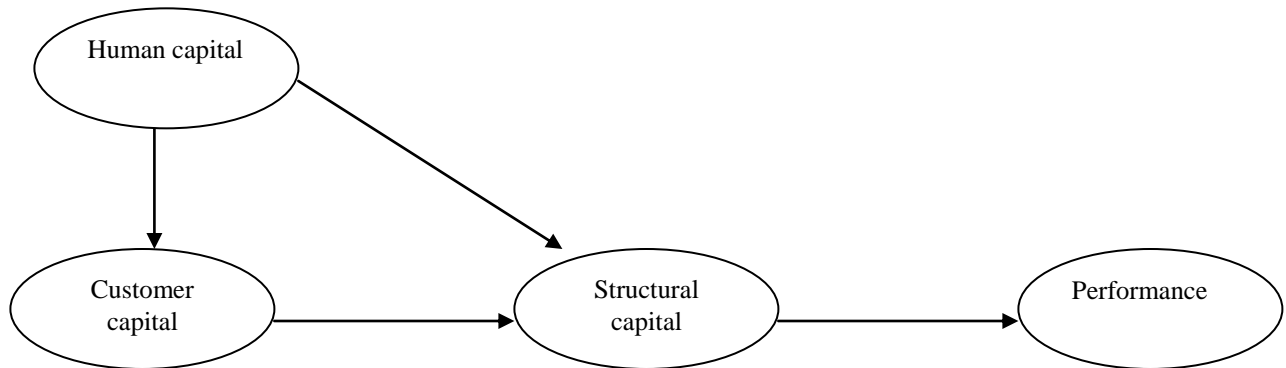 Human capital
Customer
capital
Structural
capital
Performance